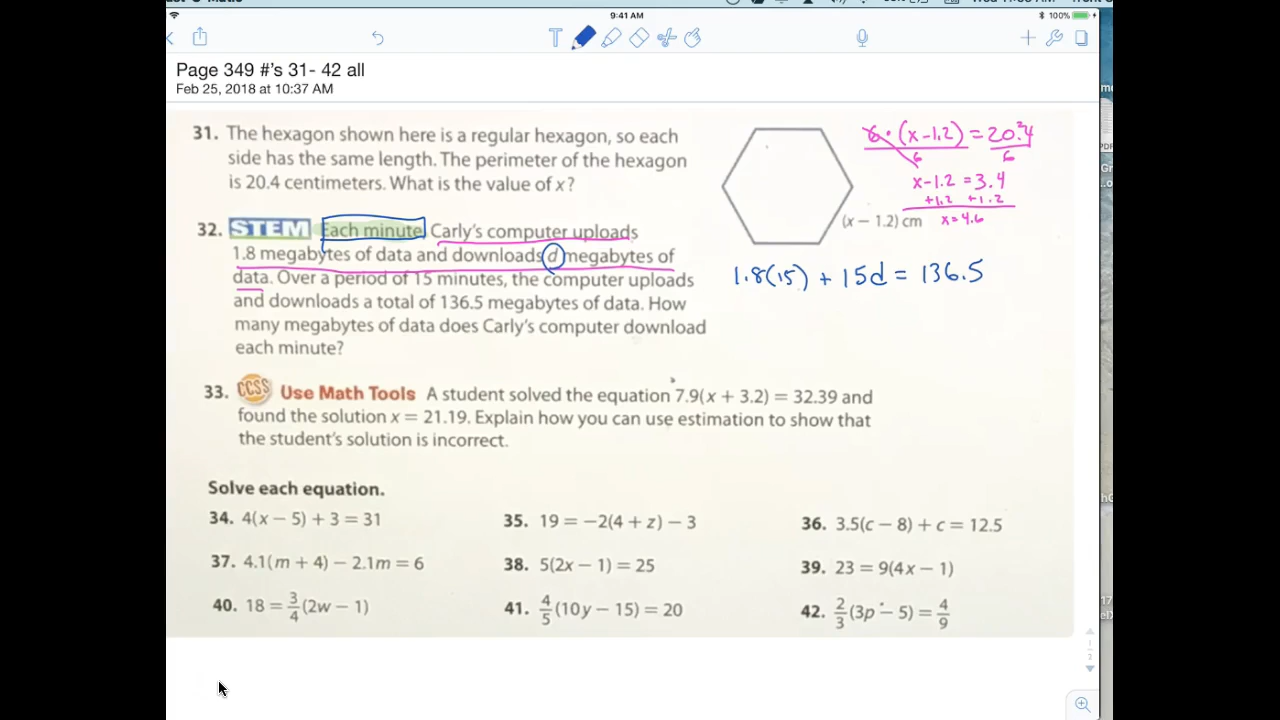 9:41 AM
100%
T
Page 349 #'s 31- 42 all
Feb 25, 2018 at 10:37 AM
31. The hexagon shown here is a regular hexagon, so each
side has the same length. The perimeter of the hexagon
is 20.4 centimeters. What is the value of x?
6 · (x-1.2) = 20.4
6 6
x-1.2 = 3.4
+1.2 +1.2
x=4.6
(x − 1.2) cm
32. STEM Each minute, Carly's computer uploads
1.8 megabytes of data and downloads d megabytes of
data. Over a period of 15 minutes, the computer uploads
and downloads a total of 136.5 megabytes of data. How
many megabytes of data does Carly's computer download
each minute?
1.8(15) + 15d = 136.5
33. CCSS Use Math Tools A student solved the equation 7.9(x + 3.2) = 32.39 and
found the solution x = 21.19. Explain how you can use estimation to show that
the student's solution is incorrect.
Solve each equation.
34. 4(x − 5) + 3 = 31
35. 19 = −2(4 + z) − 3
36. 3.5(c − 8) + c = 12.5
37. 4.1(m + 4) − 2.1m = 6
38. 5(2x − 1) = 25
39. 23 = 9(4x − 1)
40. 18 = 3/4(2w − 1)
41. 4/5(10y − 15) = 20
42. 2/3(3p − 5) = 4/9